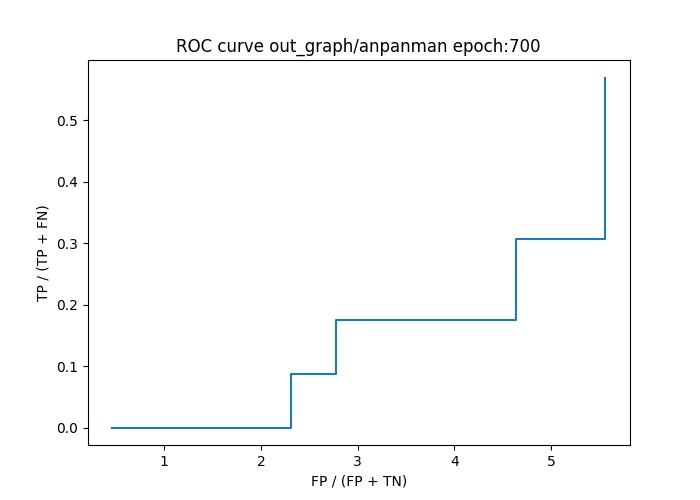 ROC curve out_graph/anpanman epoch:700
TP / (TP + FN)
0.5
0.4
0.3
0.2
0.1
0.0
1 2 3 4 5
FP / (FP + TN)